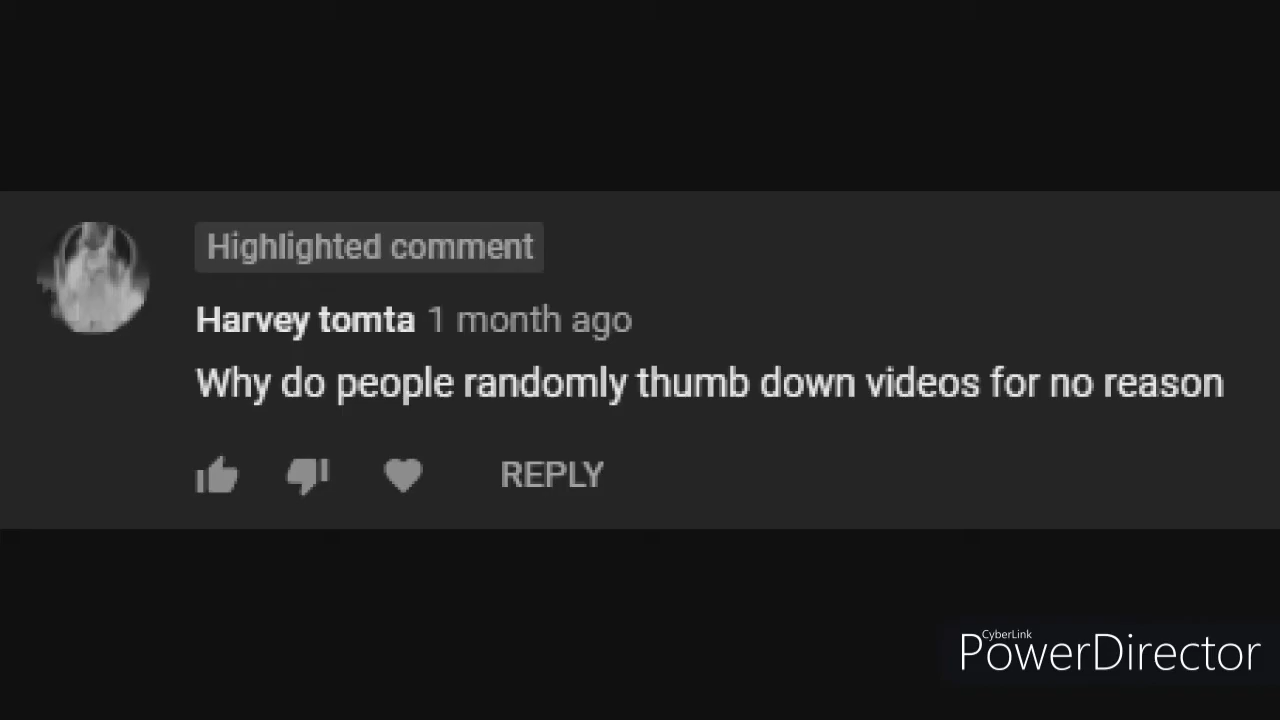 Highlighted comment
Harvey tomta 1 month ago
Why do people randomly thumb down videos for no reason
REPLY
CyberLink
PowerDirector